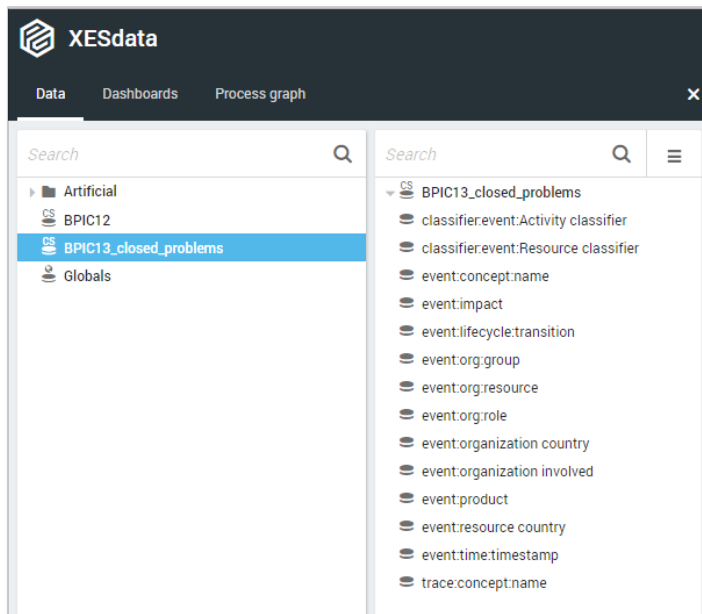 XESdata
Data Dashboards Process graph
Search
Artificial
CS
BPIC12
CS
BPIC13_closed_problems
Globals
Search
CS
BPIC13_closed_problems
classifier:event:Activity classifier
classifier:event:Resource classifier
event:concept:name
event:impact
event:lifecycle:transition
event:org:group
event:org:resource
event:org:role
event:organization country
event:organization involved
event:product
event:resource country
event:time:timestamp
trace:concept:name